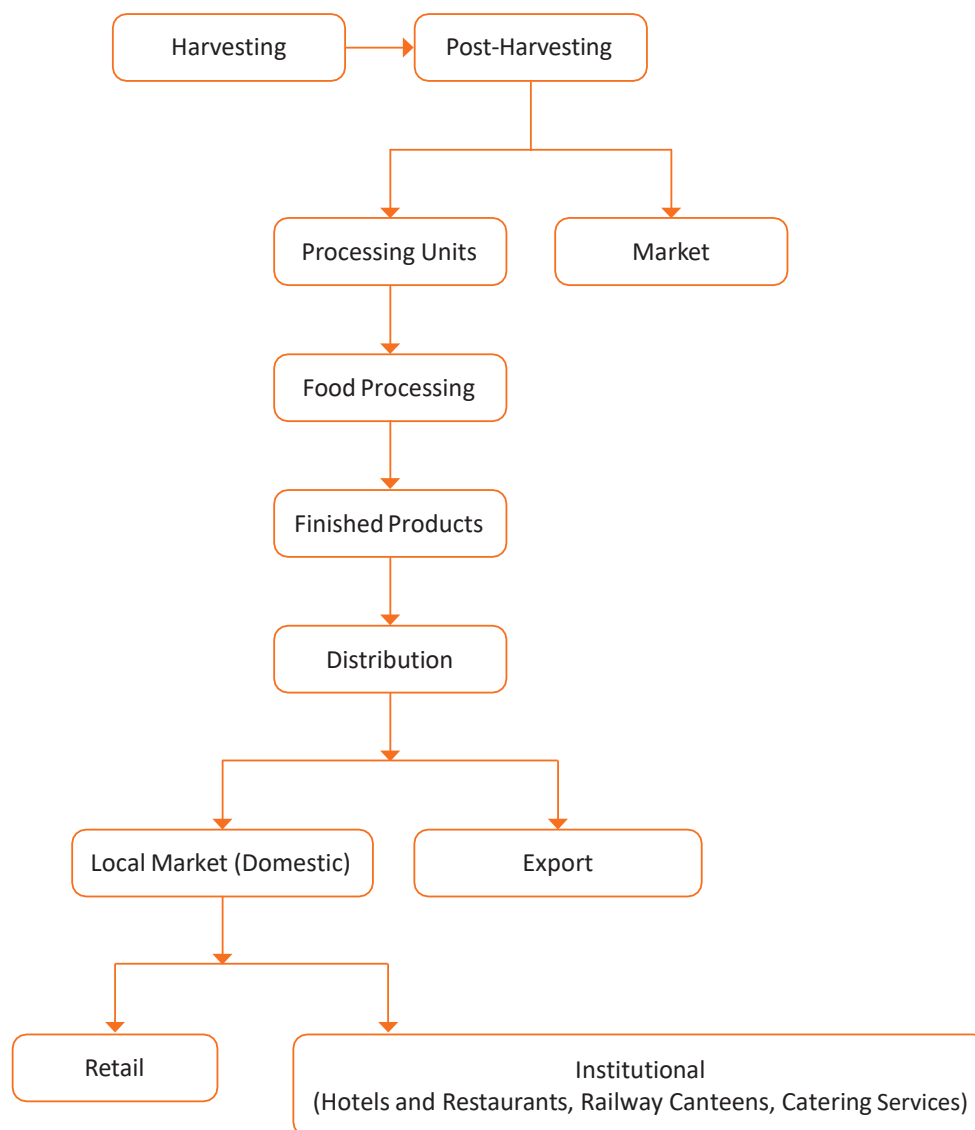 Harvesting
Post-Harvesting
Processing Units
Market
Food Processing
Finished Products
Distribution
Local Market (Domestic)
Export
Retail
Institutional
(Hotels and Restaurants, Railway Canteens, Catering Services)